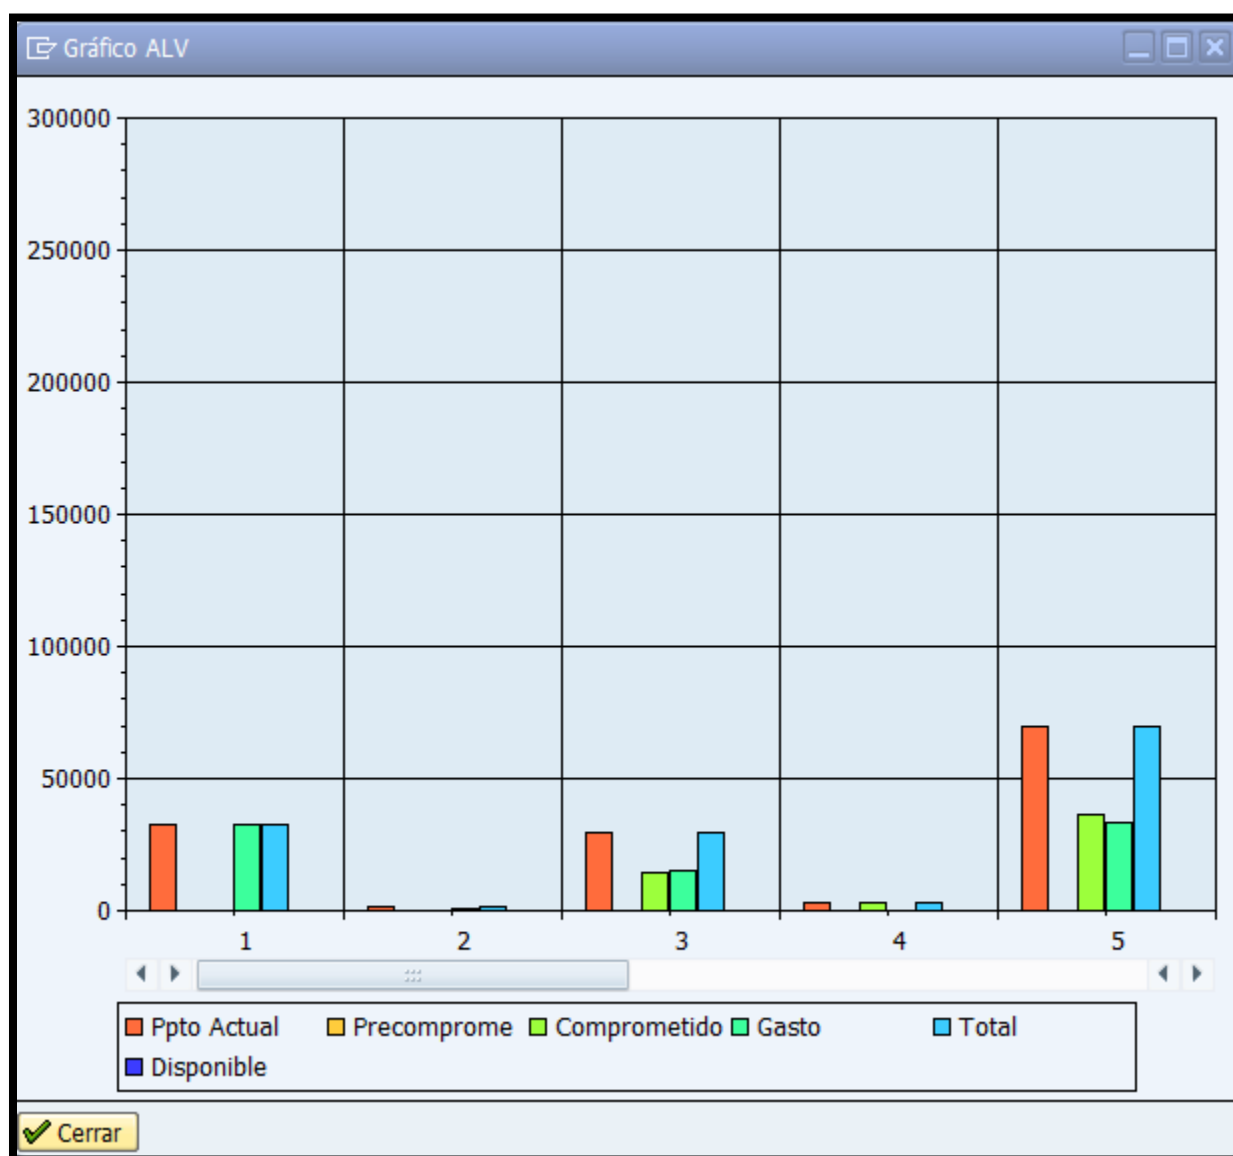 Gráfico ALV
300000
250000
200000
150000
100000
50000
0
1 2 3 4 5
Ppto Actual Precomprome Comprometido Gasto Total
Disponible
Cerrar